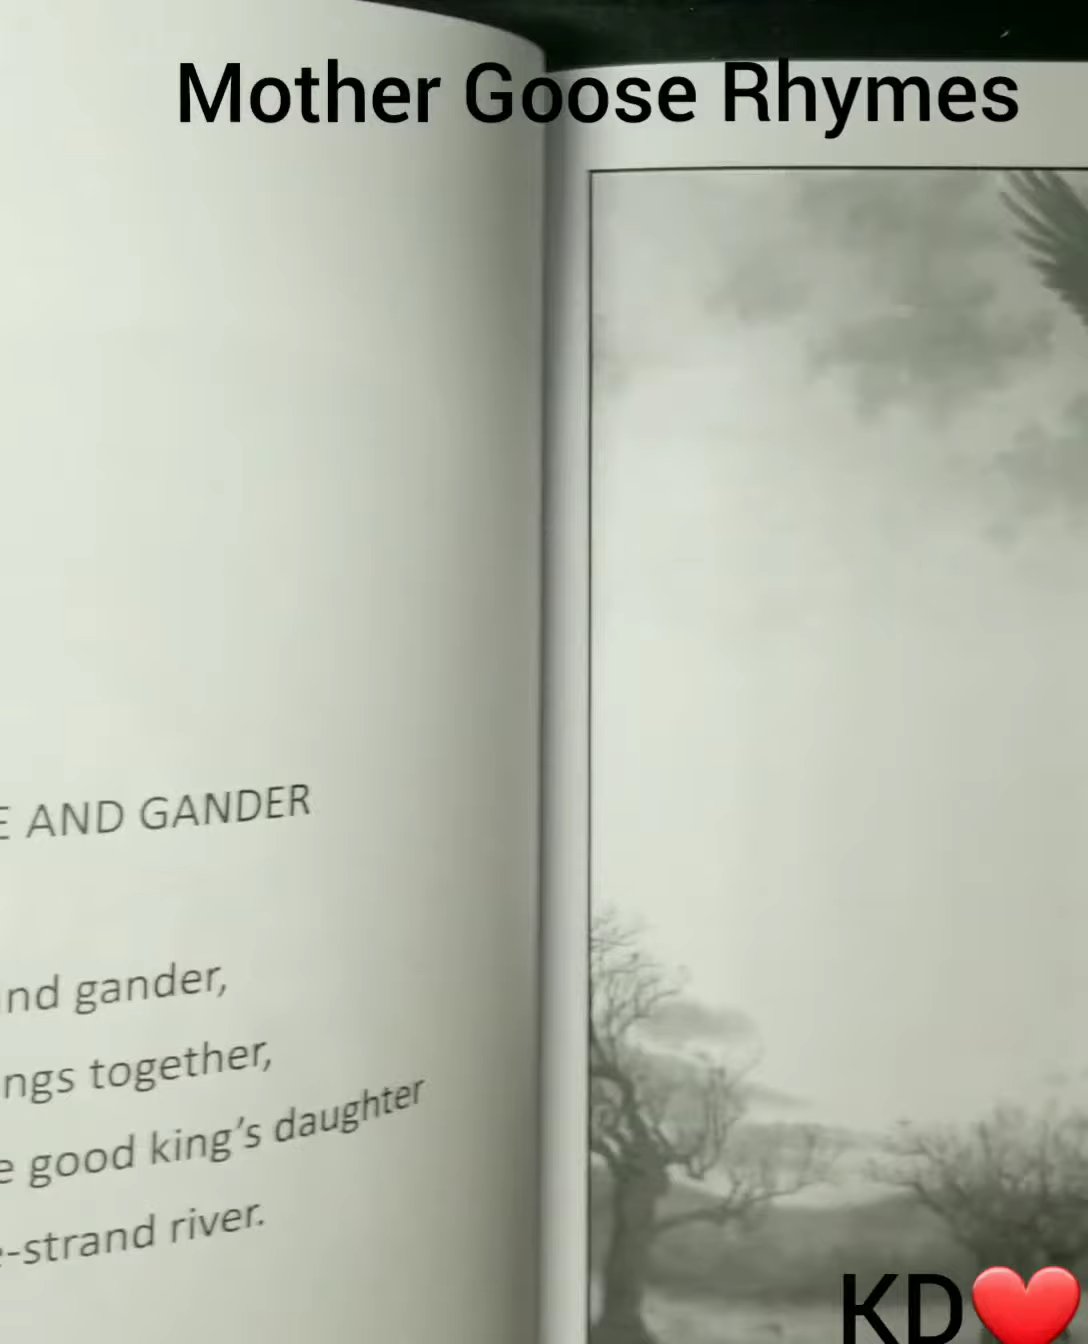 Mother Goose Rhymes
E AND GANDER
nd gander,
ngs together,
e good king's daughter
-strand river.
KD❤️